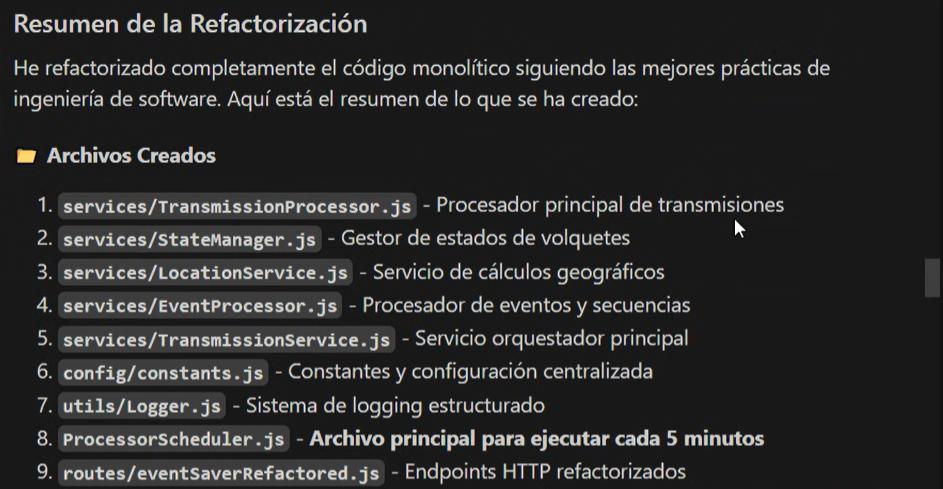 Resumen de la Refactorización
He refactorizado completamente el código monolítico siguiendo las mejores prácticas de
ingeniería de software. Aquí está el resumen de lo que se ha creado:
📁 Archivos Creados
1. services/TransmissionProcessor.js - Procesador principal de transmisiones
2. services/StateManager.js - Gestor de estados de volquetes
3. services/LocationService.js - Servicio de cálculos geográficos
4. services/EventProcessor.js - Procesador de eventos y secuencias
5. services/TransmissionService.js - Servicio orquestador principal
6. config/constants.js - Constantes y configuración centralizada
7. utils/Logger.js - Sistema de logging estructurado
8. ProcessorScheduler.js - Archivo principal para ejecutar cada 5 minutos
9. routes/eventSaverRefactored.js - Endpoints HTTP refactorizados